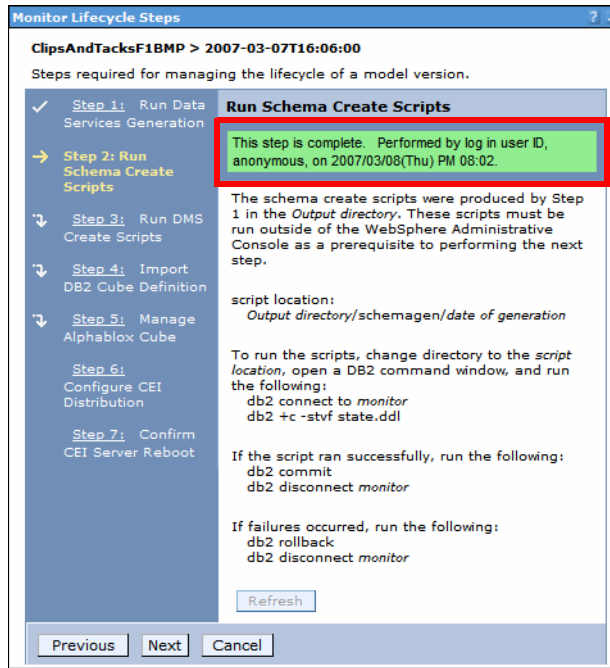 Monitor Lifecycle Steps
?
ClipsAndTacksF1BMP > 2007-03-07T16:06:00
Steps required for managing the lifecycle of a model version.
Step 1: Run Data
Services Generation
Step 2: Run
Schema Create
Scripts
Step 3: Run DMS
Create Scripts
Step 4: Import
DB2 Cube Definition
Step 5: Manage
Alphablox Cube
Step 6:
Configure CEI
Distribution
Step 7: Confirm
CEI Server Reboot
Run Schema Create Scripts
This step is complete. Performed by log in user ID,
anonymous, on 2007/03/08(Thu) PM 08:02.
The schema create scripts were produced by Step
1 in the Output directory. These scripts must be
run outside of the WebSphere Administrative
Console as a prerequisite to performing the next
step.
script location:
Output directory/schemagen/date of generation
To run the scripts, change directory to the script
location, open a DB2 command window, and run
the following:
db2 connect to monitor
db2 +c -stvf state.ddl
If the script ran successfully, run the following:
db2 commit
db2 disconnect monitor
If failures occurred, run the following:
db2 rollback
db2 disconnect monitor
Refresh
Previous Next Cancel